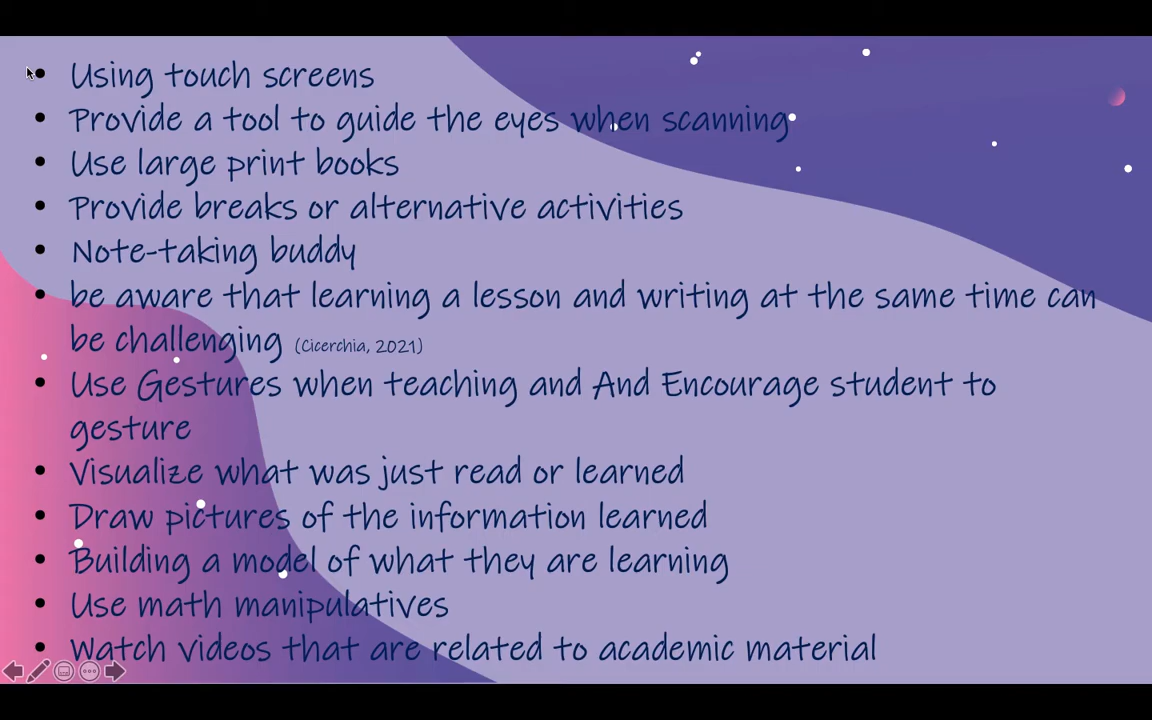 • Using touch screens
• Provide a tool to guide the eyes when scanning
• Use large print books
• Provide breaks or alternative activities
• Note-taking buddy
• be aware that learning a lesson and writing at the same time can
be challenging (Cicerchia, 2021)
• Use Gestures when teaching and And Encourage student to
gesture
• Visualize what was just read or learned
• Draw pictures of the information learned
• Building a model of what they are learning
• Use math manipulatives
• Watch videos that are related to academic material